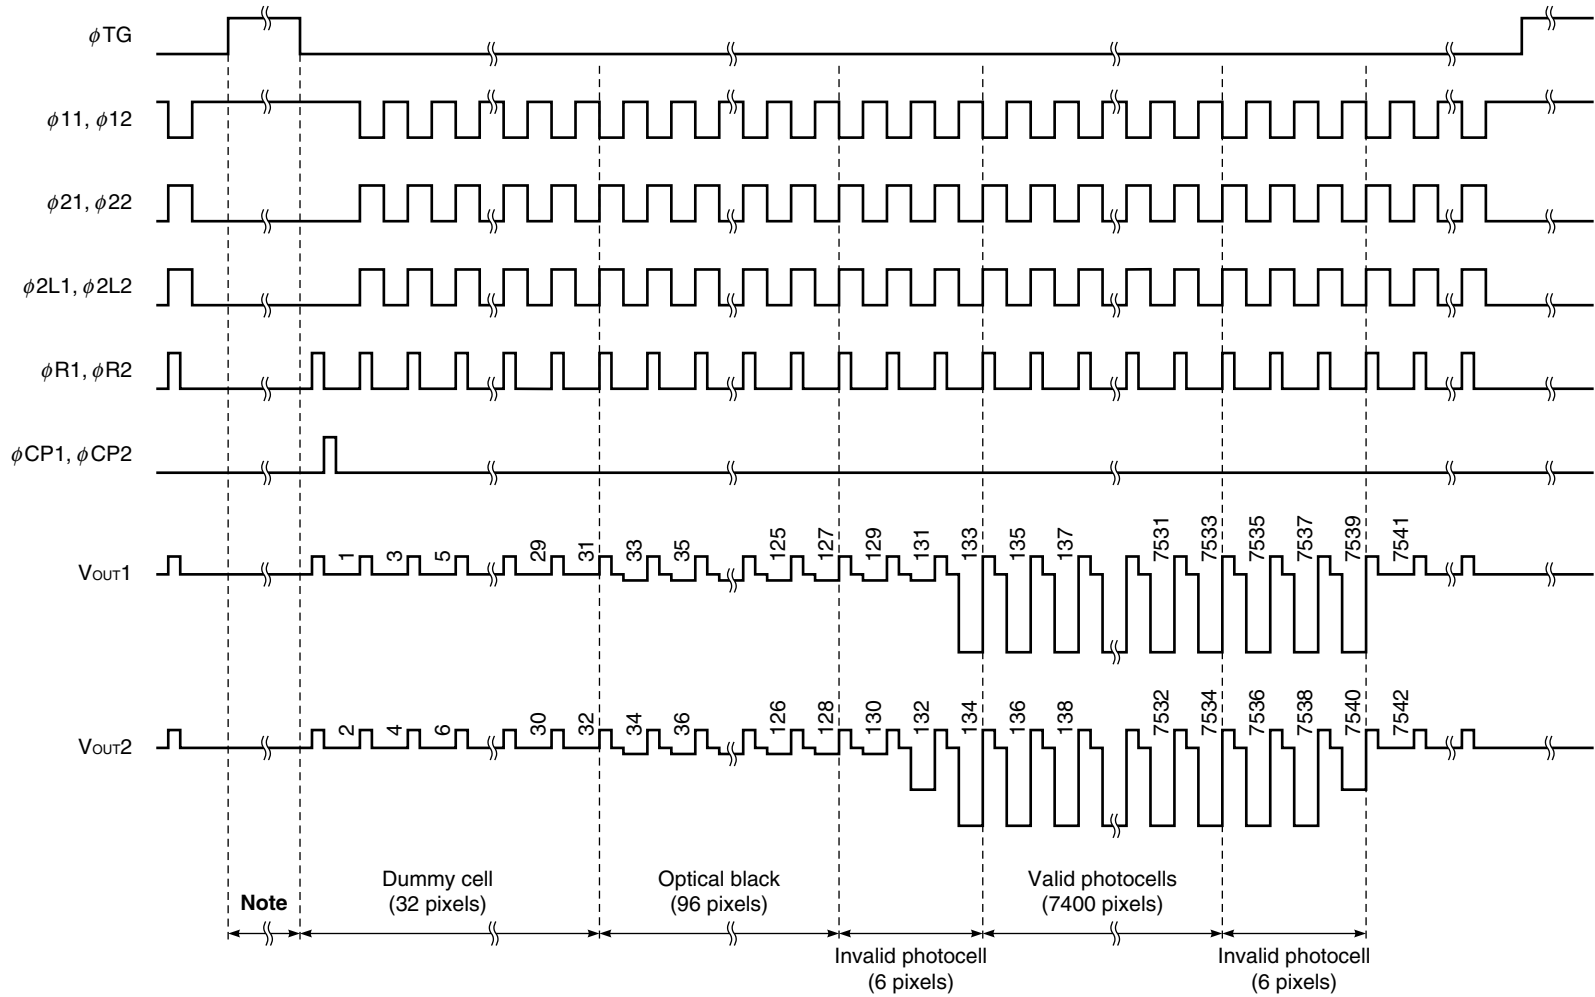 ϕTG
ϕ11, ϕ12
ϕ21, ϕ22
ϕ2L1, ϕ2L2
ϕR1, ϕR2
ϕCP1, ϕCP2
1 3 5 29 31 33 35 125 127 129 131 133 135 137 7531 7533 7535 7537 7539 7541
VOUT1
2 4 6 30 32 34 36 126 128 130 132 134 136 138 7532 7534 7536 7538 7540 7542
VOUT2
Note
Dummy cell
(32 pixels)
Optical black
(96 pixels)
Invalid photocell
(6 pixels)
Valid photocells
(7400 pixels)
Invalid photocell
(6 pixels)